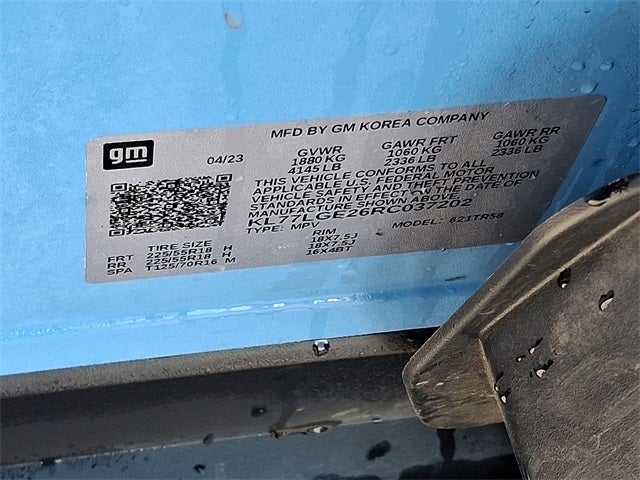 gm
04/23
MFD BY GM KOREA COMPANY
GVWR GAWR FRT GAWR RR
1880 KG 1060 KG 1060 KG
4145 LB 2336 LB 2336 LB
THIS VEHICLE CONFORMS TO ALL
APPLICABLE U.S. FEDERAL MOTOR
VEHICLE SAFETY AND THEFT PREVENTION
STANDARDS IN EFFECT ON THE DATE OF
MANUFACTURE SHOWN ABOVE.
KL77LGE26RC037202
TYPE: MPV MODEL: 621TR58
TIRE SIZE RIM
FRT 225/55R18 H 18X7.5J
RR 225/55R18 H 18X7.5J
SPA T125/70R16 M 16X4BT